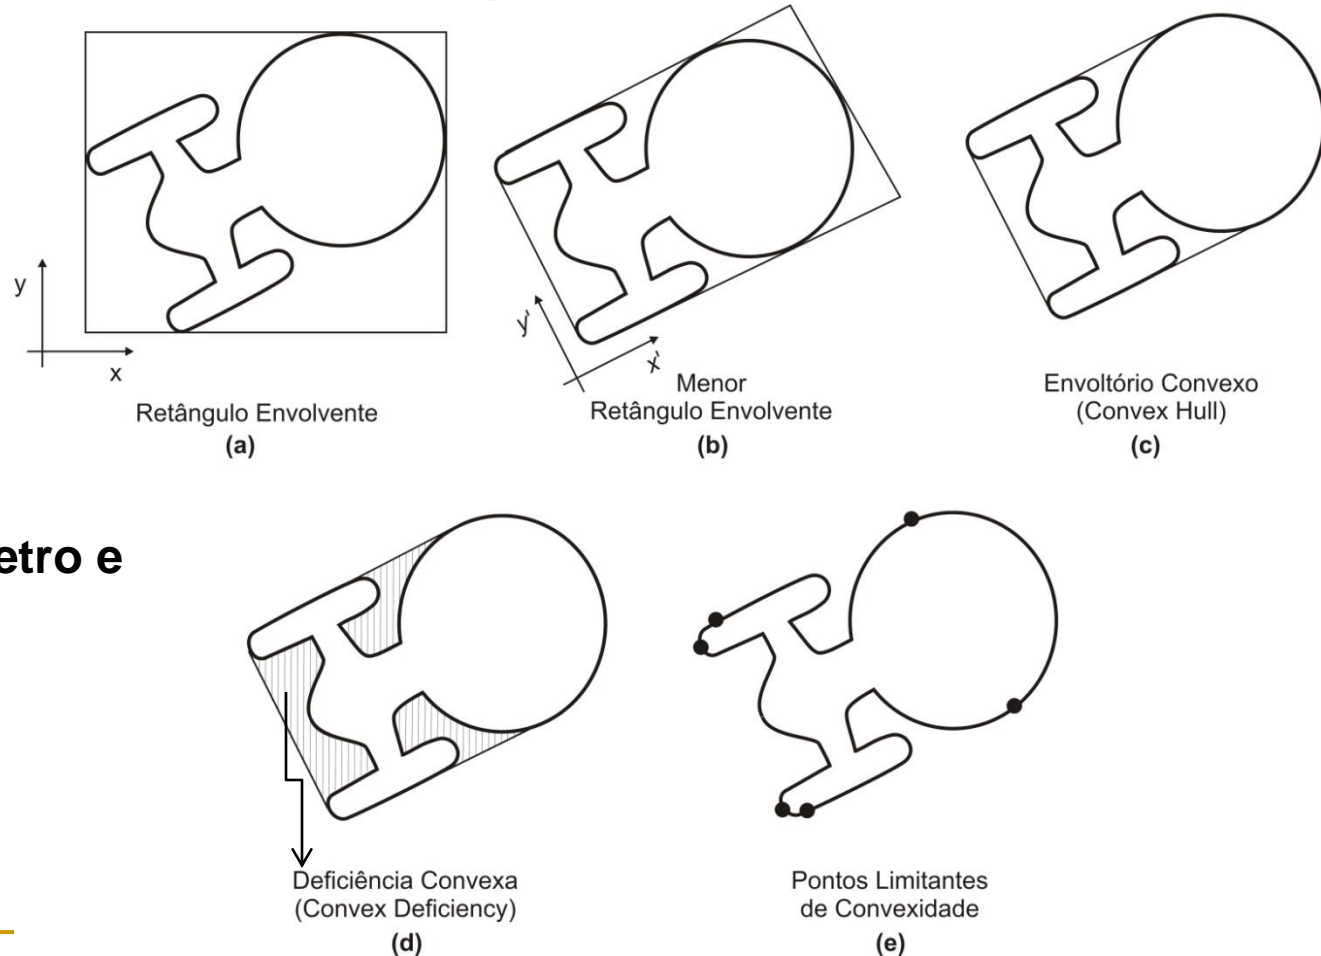 y
x
Retângulo Envolvente
(a)
y'
x'
Menor
Retângulo Envolvente
(b)
Envoltório Convexo
(Convex Hull)
(c)
etro e
Deficiência Convexa
(Convex Deficiency)
(d)
Pontos Limitantes
de Convexidade
(e)